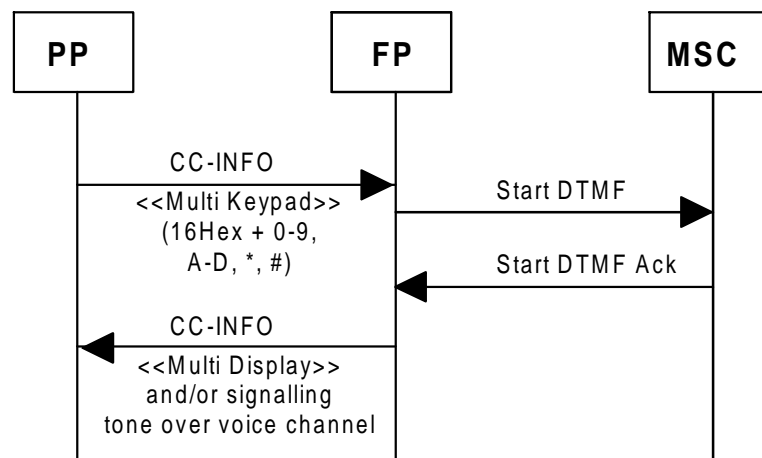 PP
FP
MSC
CC-INFO
<<Multi Keypad>>
(16Hex + 0-9,
A-D, *, #)
Start DTMF
Start DTMF Ack
CC-INFO
<<Multi Display>>
and/or signalling
tone over voice channel